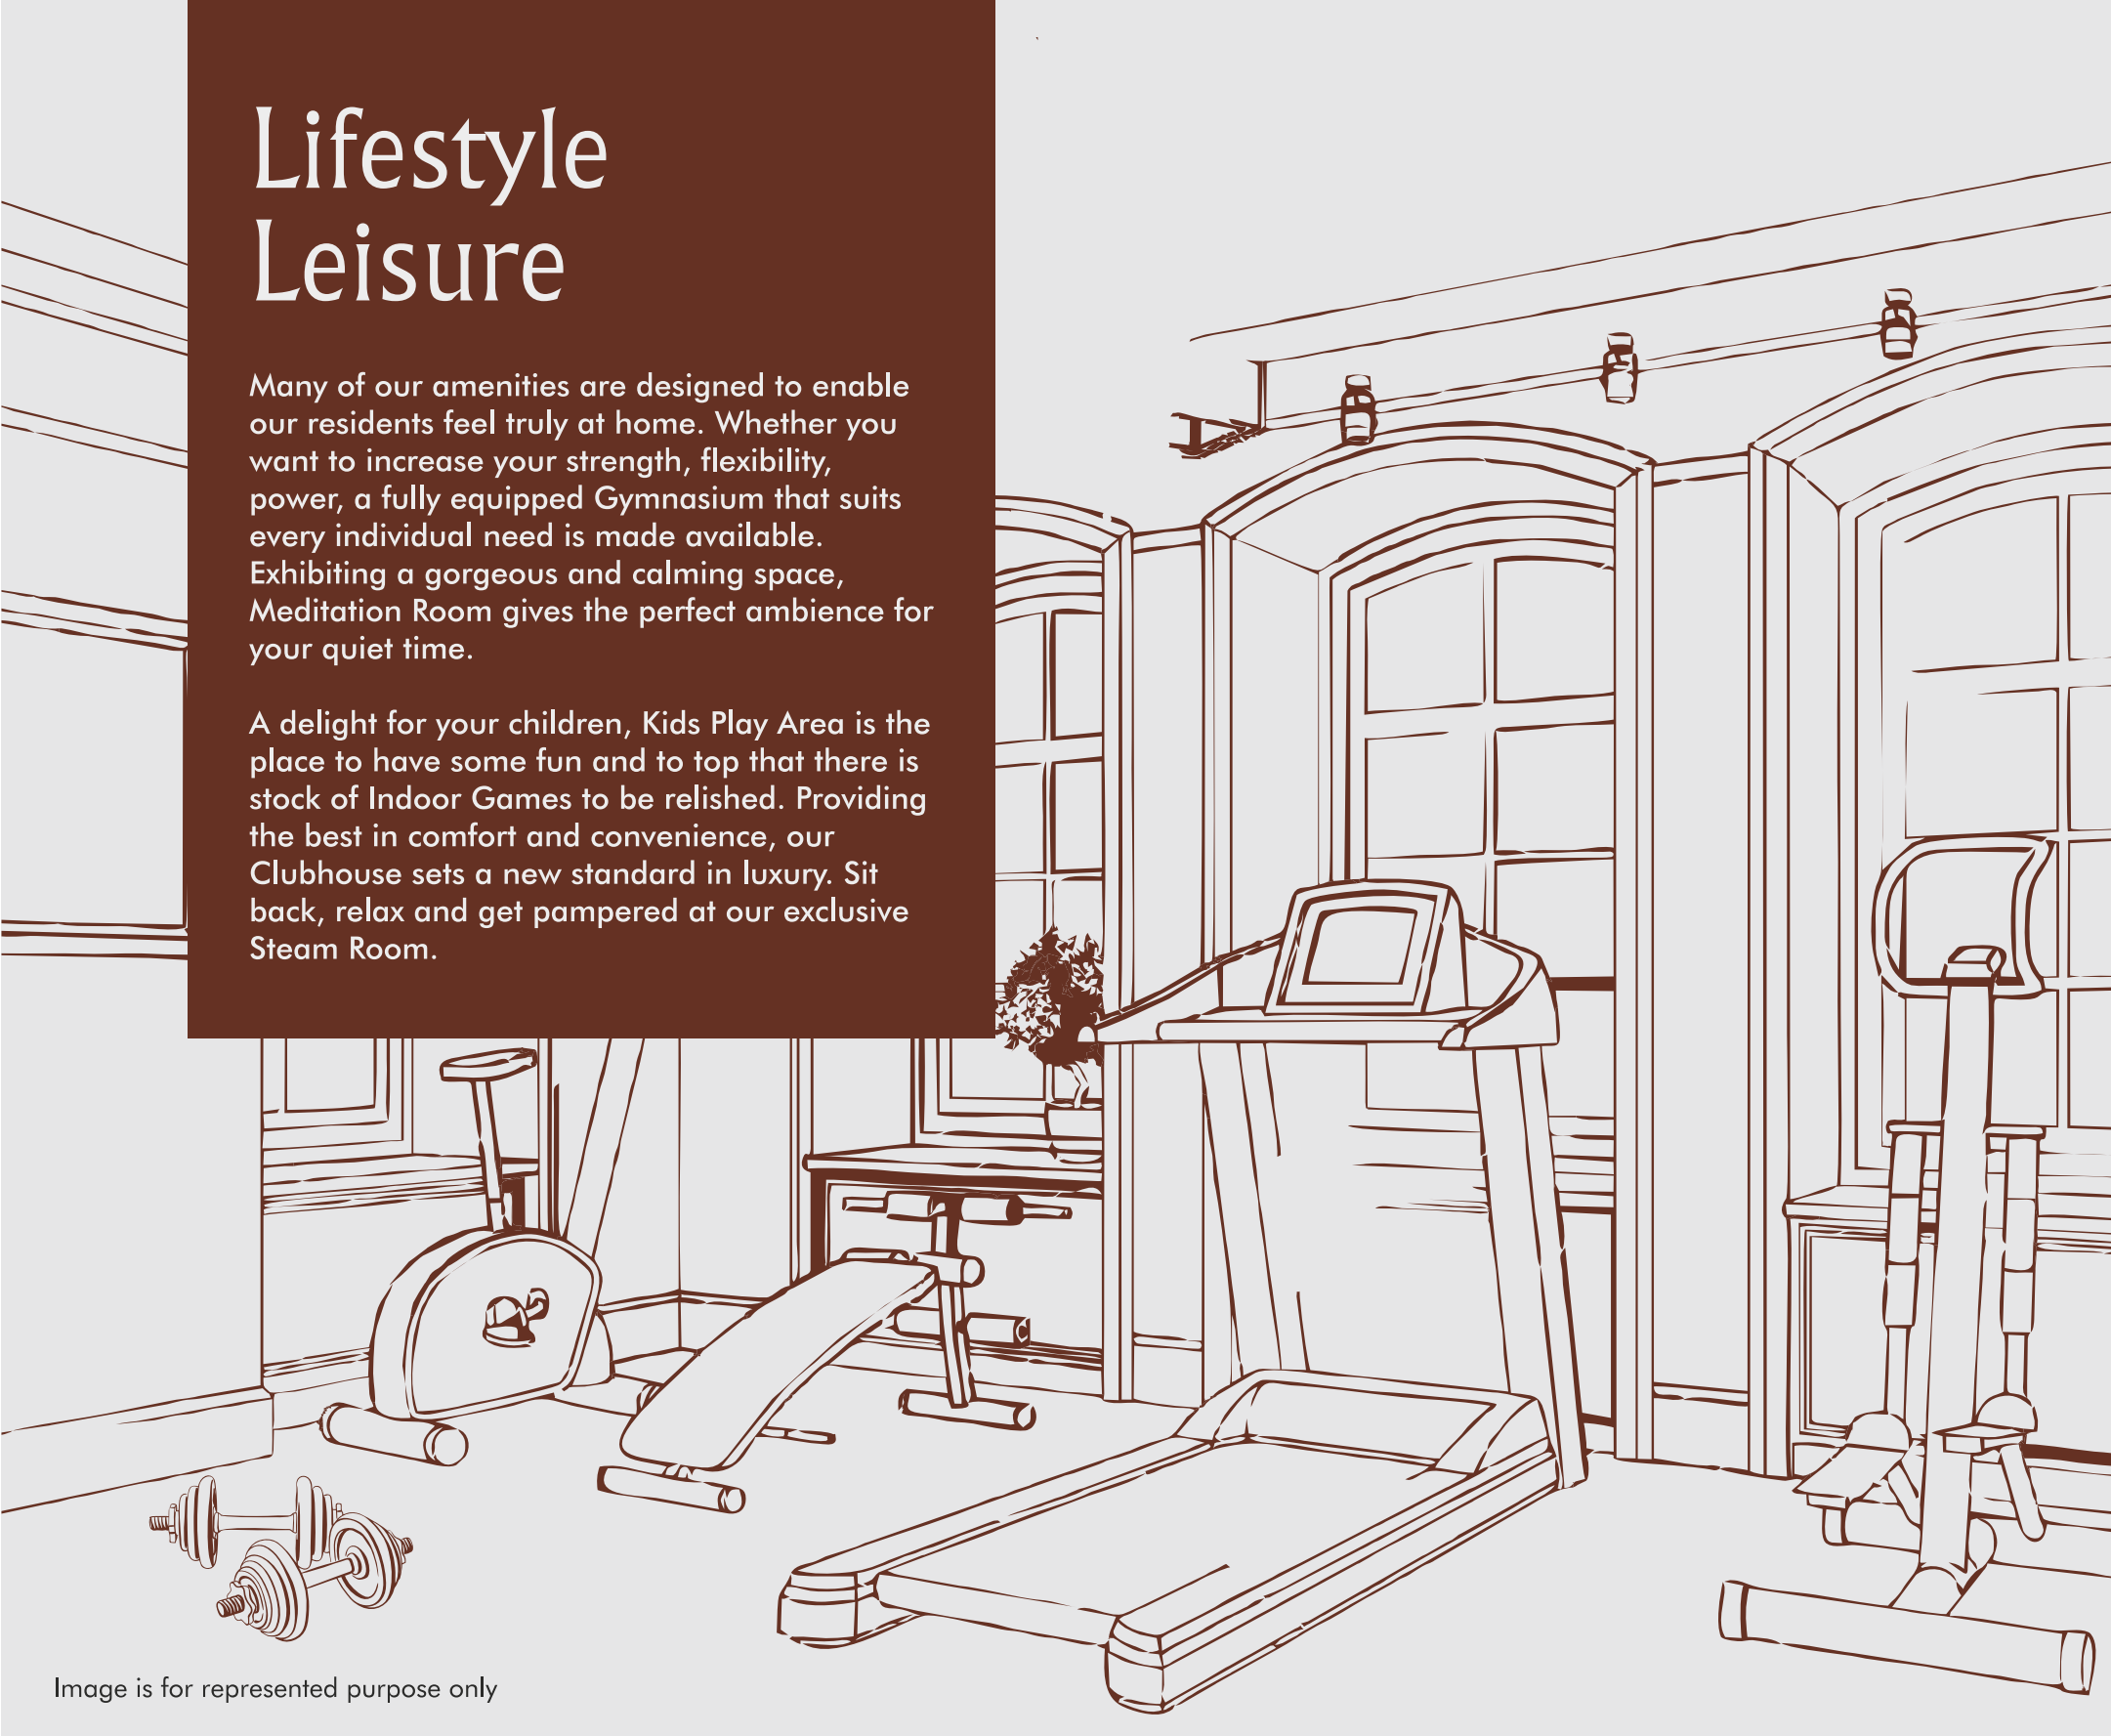 Lifestyle
Leisure
Many of our amenities are designed to enable
our residents feel truly at home. Whether you
want to increase your strength, flexibility,
power, a fully equipped Gymnasium that suits
every individual need is made available.
Exhibiting a gorgeous and calming space,
Meditation Room gives the perfect ambience for
your quiet time.
A delight for your children, Kids Play Area is the
place to have some fun and to top that there is
stock of Indoor Games to be relished. Providing
the best in comfort and convenience, our
Clubhouse sets a new standard in luxury. Sit
back, relax and get pampered at our exclusive
Steam Room.
Image is for represented purpose only